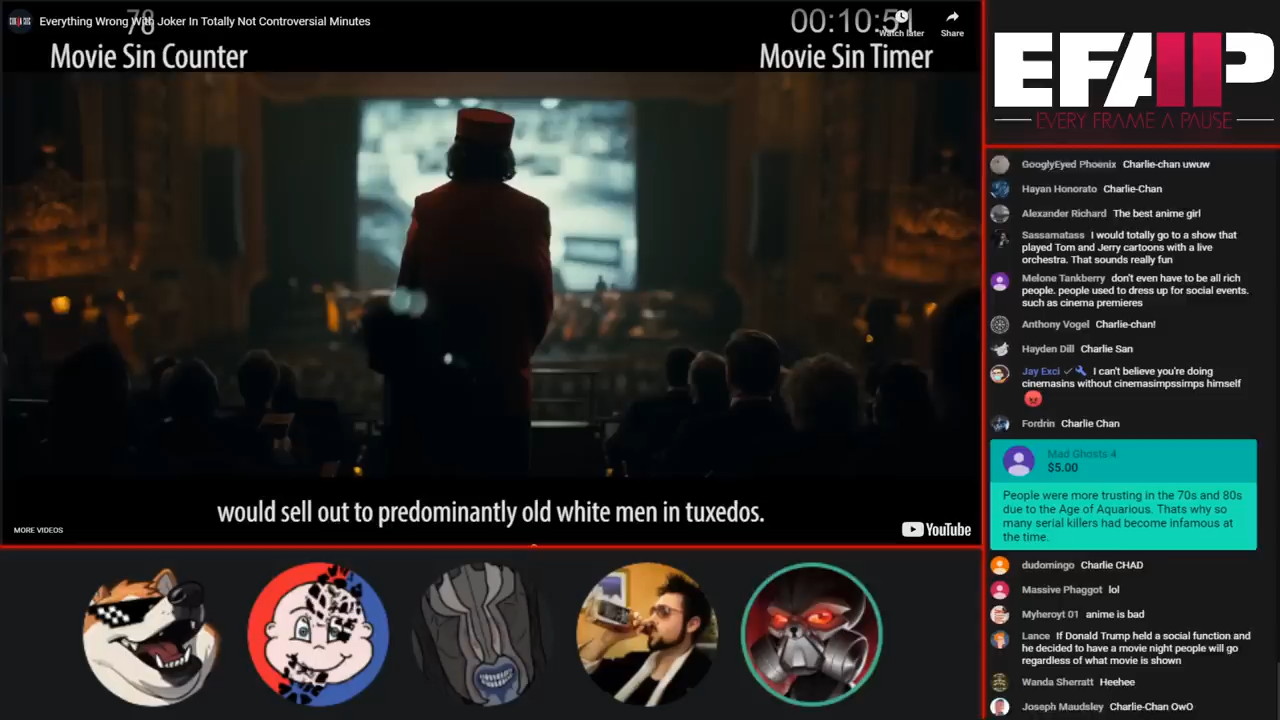 Everything Wrong With Joker In Totally Not Controversial Minutes
78
Movie Sin Counter
00:10:51
Movie Sin Timer
Watch later
Share
would sell out to predominantly old white men in tuxedos.
MORE VIDEOS
YouTube
EFAP
EVERY FRAME A PAUSE
GooglyEyed Phoenix Charlie-chan uwuw
Hayan Honorato Charlie-Chan
Alexander Richard The best anime girl
Sassamatass I would totally go to a show that
played Tom and Jerry cartoons with a live
orchestra. That sounds really fun
Melone Tankberry don't even have to be all rich
people. people used to dress up for social events.
such as cinema premieres
Anthony Vogel Charlie-chan!
Hayden Dill Charlie San
Jay Exci I can't believe you're doing
cinemasins without cinemasimpssimps himself
Fordrin Charlie Chan
Mad Ghosts 4
$5.00
People were more trusting in the 70s and 80s
due to the Age of Aquarious. Thats why so
many serial killers had become infamous at
the time.
dudomingo Charlie CHAD
Massive Phaggot lol
Myheroyt 01 anime is bad
Lance If Donald Trump held a social function and
he decided to have a movie night people will go
regardless of what movie is shown
Wanda Sherratt Heehee
Joseph Maudsley Charlie-Chan OwO